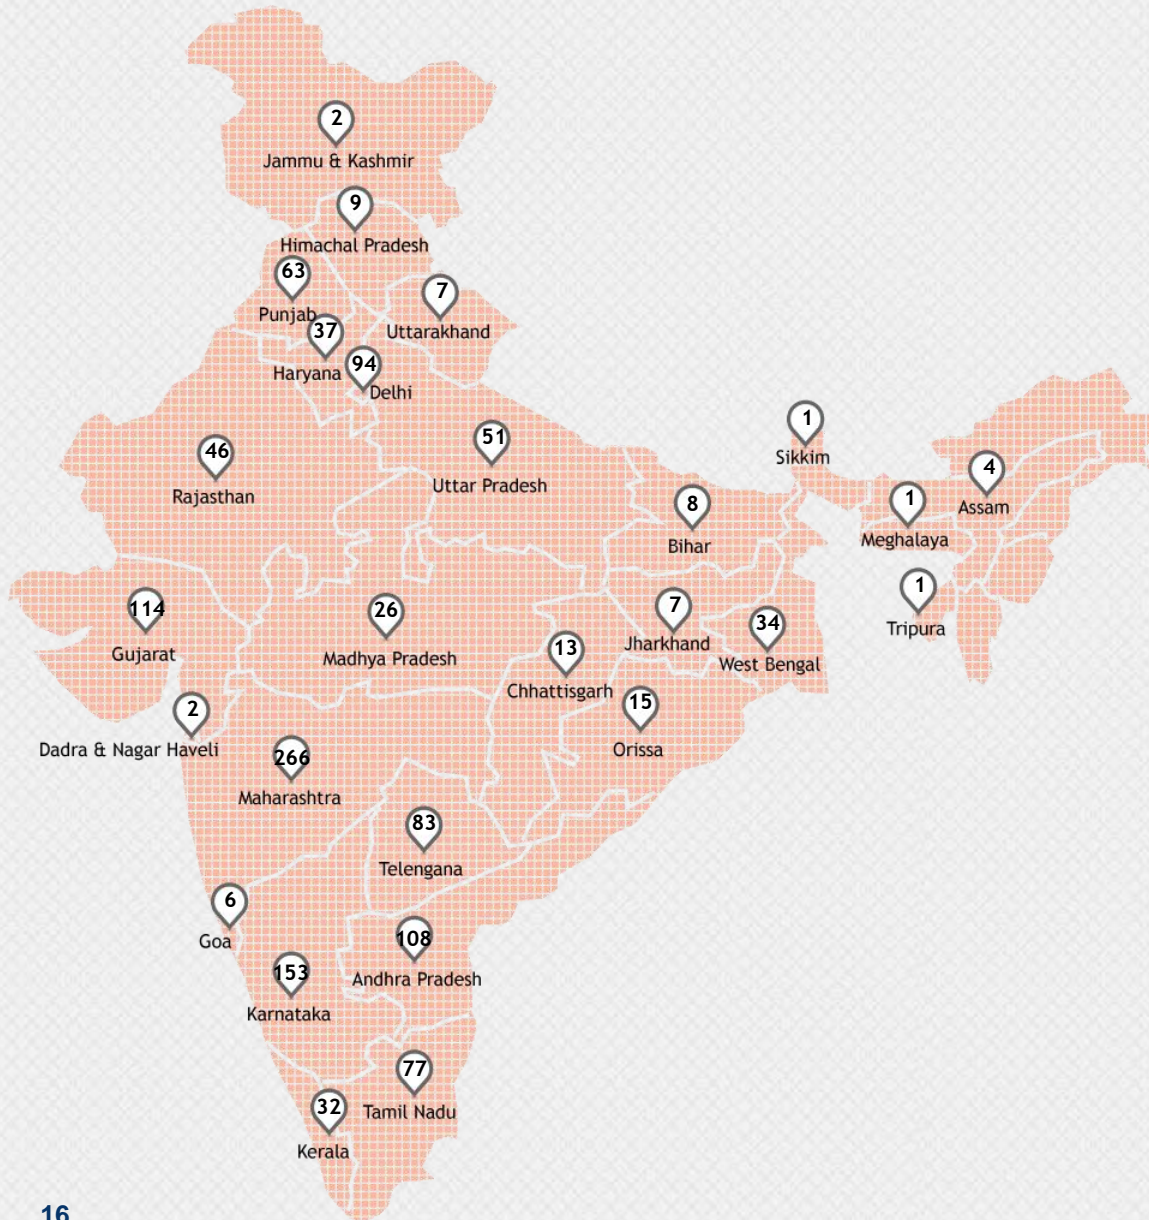 2
Jammu & Kashmir
9
Himachal Pradesh
63
Punjab
7
Uttarakhand
37
Haryana
94
Delhi
46
Rajasthan
51
Uttar Pradesh
1
Sikkim
4
Assam
1
Meghalaya
8
Bihar
1
Tripura
114
Gujarat
26
Madhya Pradesh
7
Jharkhand
34
West Bengal
13
Chhattisgarh
15
Orissa
2
Dadra & Nagar Haveli
266
Maharashtra
83
Telengana
6
Goa
108
Andhra Pradesh
153
Karnataka
77
Tamil Nadu
32
Kerala
16